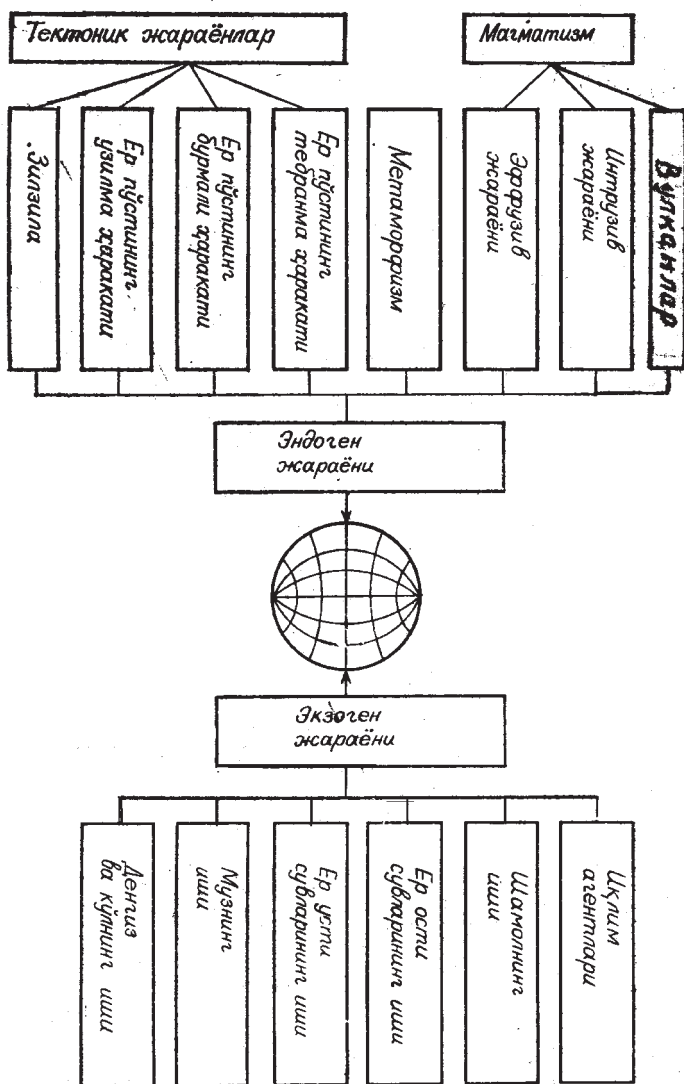 Тектоник жараёнлар
Магматизм
Зилзила
Ер пўстининг
узилма ҳаракати
Ер пўстининг
бурмали ҳаракати
Ер пўстининг
тебранма ҳаракати
Метаморфизм
Эффузив
жараёни
Интрузив
жараёни
Вулқанлар
Эндоген
жараёни
Экзоген
жараёни
Денгиз
ва кўлнинг иши
Музнинг
иши
Ер усти
сувларининг иши
Ер ости
сувларининг иши
Шамолнинг
иши
Иқлим
агентлари